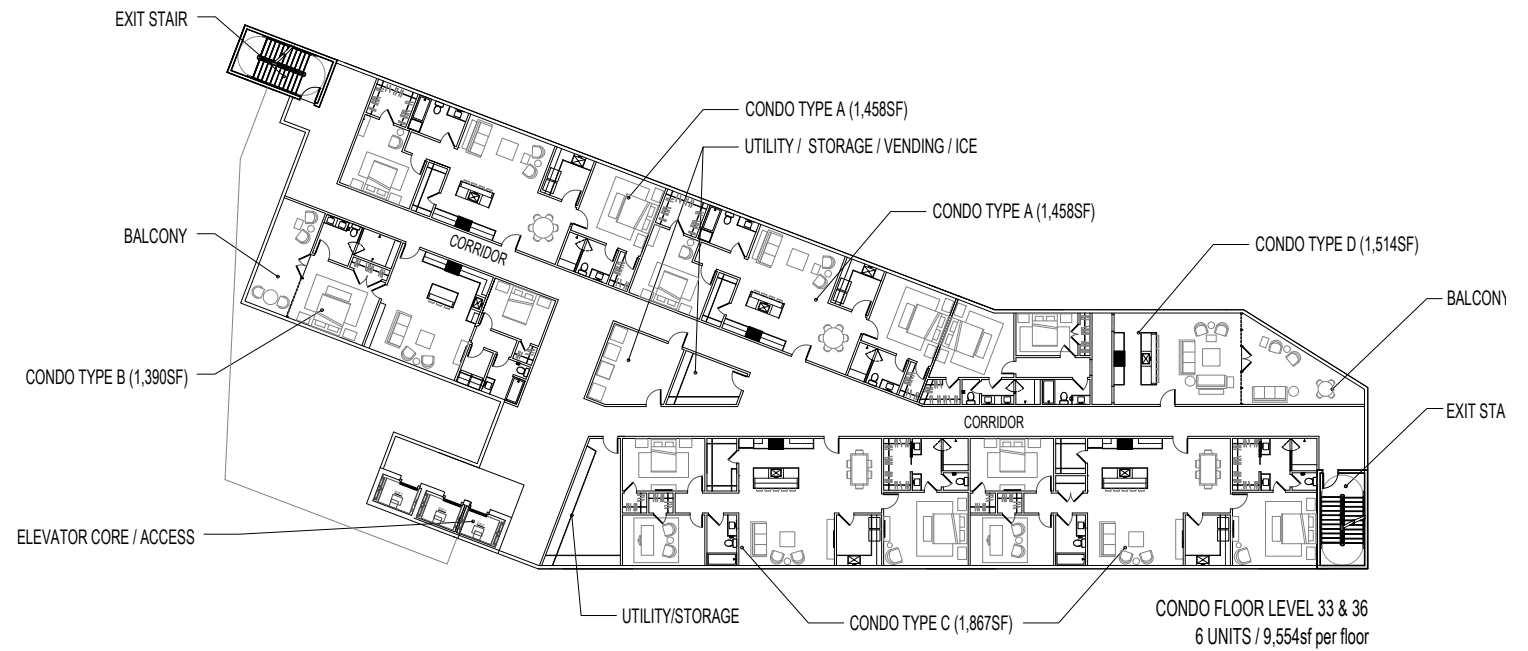 EXIT STAIR
CONDO TYPE A (1,458SF)
UTILITY / STORAGE / VENDING / ICE
CONDO TYPE A (1,458SF)
BALCONY
CORRIDOR
CONDO TYPE D (1,514SF)
BALCONY
CONDO TYPE B (1,390SF)
EXIT STA
CORRIDOR
ELEVATOR CORE / ACCESS
UTILITY/STORAGE
CONDO TYPE C (1,867SF)
CONDO FLOOR LEVEL 33 & 36
6 UNITS / 9,554sf per floor